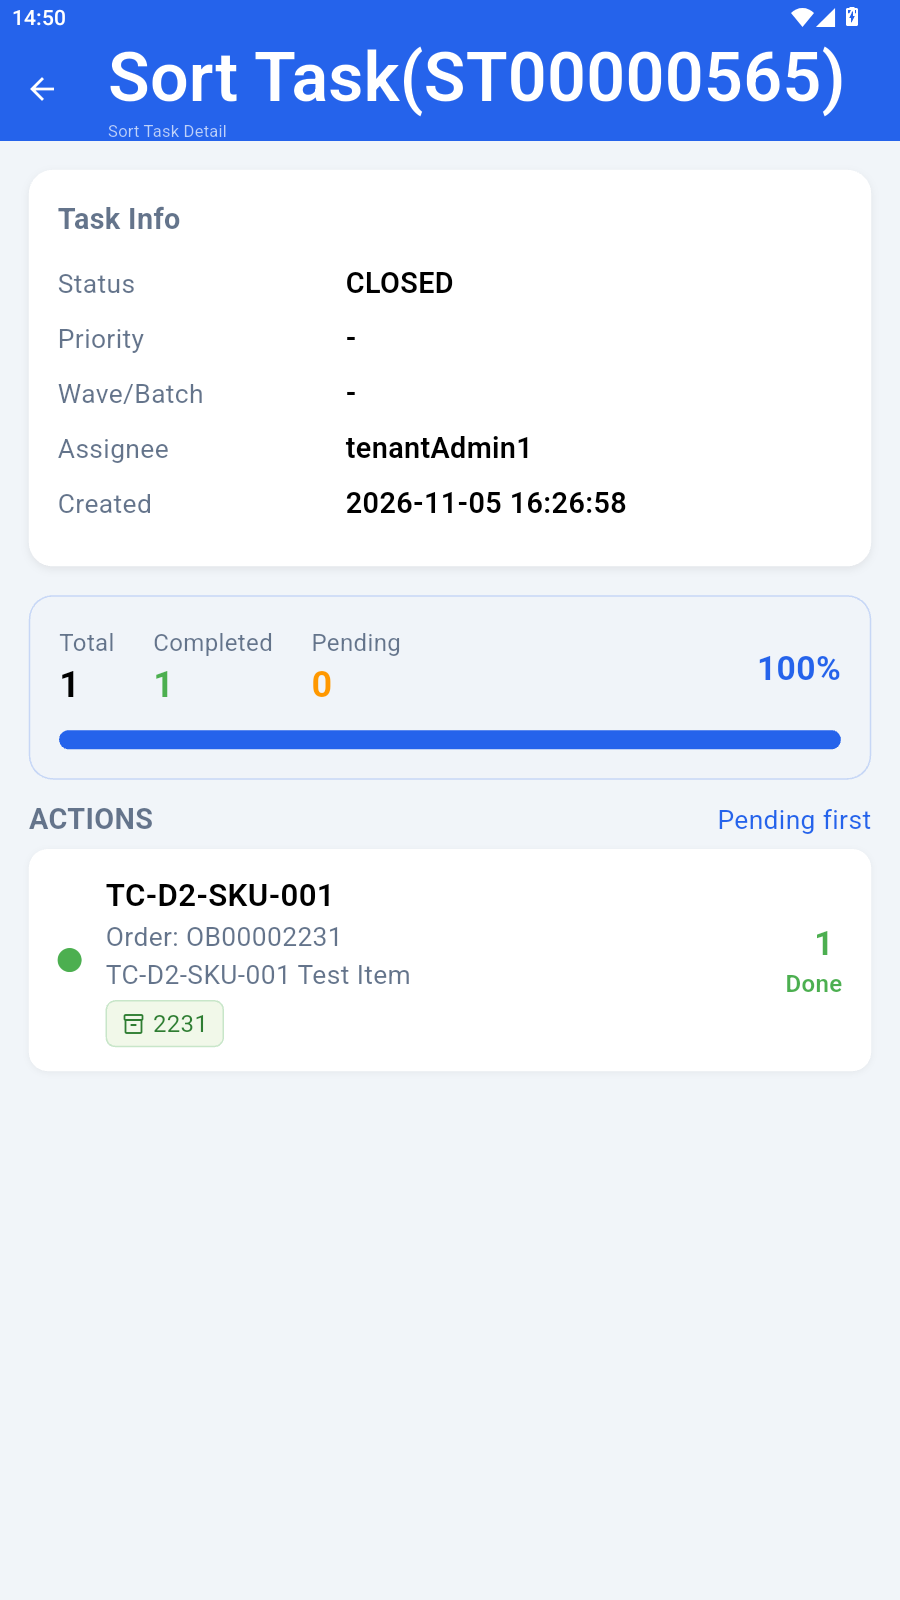 14:50
Sort Task(ST00000565)
Sort Task Detail
Task Info
Status CLOSED
Priority -
Wave/Batch -
Assignee tenantAdmin1
Created 2026-11-05 16:26:58
Total Completed Pending
1 1 0
100%
ACTIONS Pending first
TC-D2-SKU-001
Order: OB00002231
TC-D2-SKU-001 Test Item
2231
1
Done